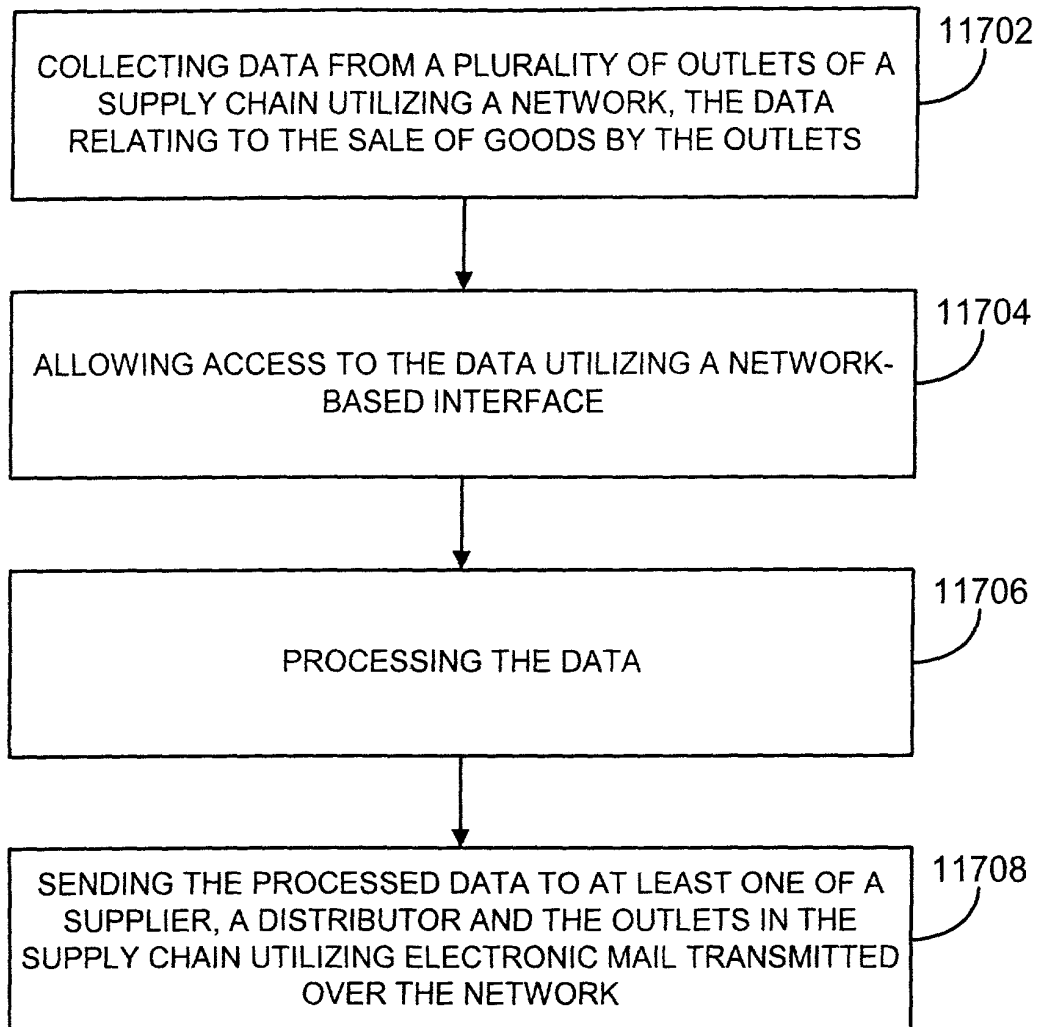 11702
COLLECTING DATA FROM A PLURALITY OF OUTLETS OF A
SUPPLY CHAIN UTILIZING A NETWORK, THE DATA
RELATING TO THE SALE OF GOODS BY THE OUTLETS
11704
ALLOWING ACCESS TO THE DATA UTILIZING A NETWORK-
BASED INTERFACE
11706
PROCESSING THE DATA
11708
SENDING THE PROCESSED DATA TO AT LEAST ONE OF A
SUPPLIER, A DISTRIBUTOR AND THE OUTLETS IN THE
SUPPLY CHAIN UTILIZING ELECTRONIC MAIL TRANSMITTED
OVER THE NETWORK